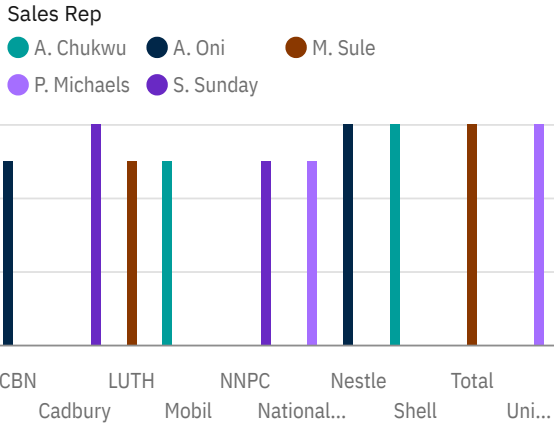 Sales Rep
A. Chukwu A. Oni M. Sule
P. Michaels S. Sunday
CBN LUTH NNPC Nestle Total
Cadbury Mobil National... Shell Uni...